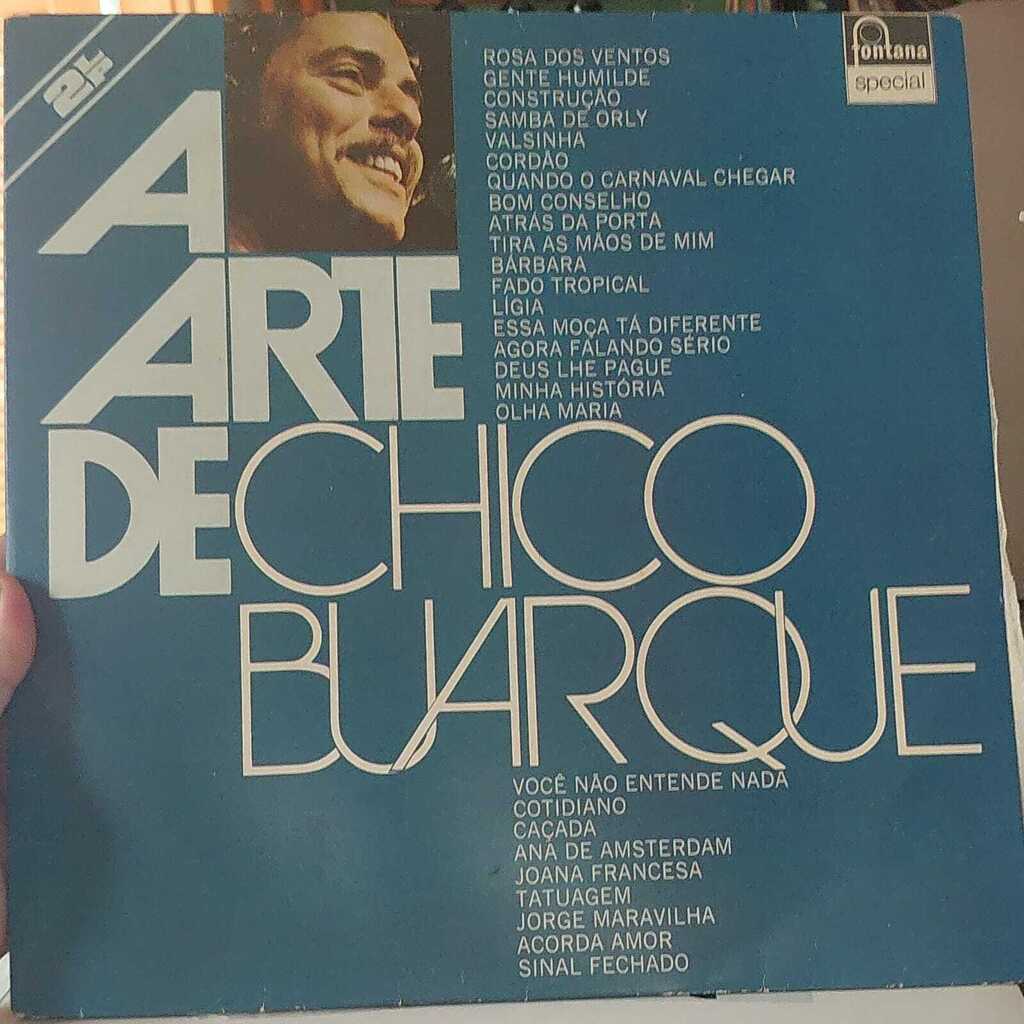 2 LP
fontana
special
A
ARTE
DE CHICO
BUARQUE
ROSA DOS VENTOS
GENTE HUMILDE
CONSTRUÇÃO
SAMBA DE ORLY
VALSINHA
CORDÃO
QUANDO O CARNAVAL CHEGAR
BOM CONSELHO
ATRÁS DA PORTA
TIRA AS MÃOS DE MIM
BÁRBARA
FADO TROPICAL
LÍGIA
ESSA MOÇA TÁ DIFERENTE
AGORA FALANDO SÉRIO
DEUS LHE PAGUE
MINHA HISTÓRIA
OLHA MARIA
VOCÊ NÃO ENTENDE NADA
COTIDIANO
CAÇADA
ANA DE AMSTERDAM
JOANA FRANCESA
TATUAGEM
JORGE MARAVILHA
ACORDA AMOR
SINAL FECHADO